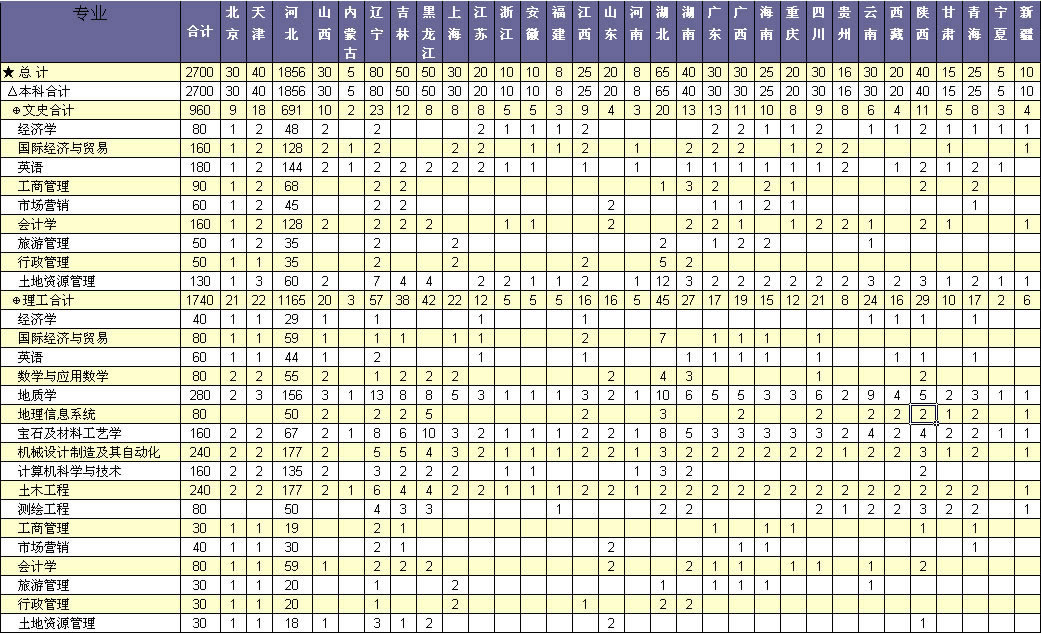 专业 合计 北京 天津 河北 山西 内蒙古 辽宁 吉林 黑龙江 上海 江苏 浙江 安徽 福建 江西 山东 河南 湖北 湖南 广东 广西 海南 重庆 四川 贵州 云南 西藏 陕西 甘肃 青海 宁夏 新疆
★总计 2700 30 40 1856 30 5 80 50 50 30 20 10 10 8 25 20 8 65 40 30 30 25 20 30 16 30 20 40 15 25 5 10
△本科合计 2700 30 40 1856 30 5 80 50 50 30 20 10 10 8 25 20 8 65 40 30 30 25 20 30 16 30 20 40 15 25 5 10
⊕文史合计 960 9 18 691 10 2 23 12 8 8 8 5 5 3 9 4 3 20 13 13 11 10 8 9 8 6 4 11 5 8 3 4
经济学 80 1 2 48 2 2 2 1 1 1 2 2 2 1 1 2 1 1 2 1 1 1 1
国际经济与贸易 160 1 2 128 2 1 2 2 2 1 1 2 1 2 2 2 1 2 2 1 1
英语 180 1 2 144 2 1 2 2 2 2 2 1 1 1 1 1 1 1 1 1 1 2 1 2 1 2 1
工商管理 90 1 2 68 2 2 1 3 2 2 1 2 2
市场营销 60 1 2 45 2 2 2 1 1 2 1 1
会计学 160 1 2 128 2 2 2 2 1 1 2 2 2 1 1 2 2 1 2 1 1
旅游管理 50 1 2 35 2 2 2 1 2 2 1
行政管理 50 1 1 35 2 2 2 5 2
土地资源管理 130 1 3 60 2 7 4 4 2 2 1 1 2 1 12 3 2 2 2 2 2 2 3 2 3 1 2 1 1
⊕理工合计 1740 21 22 1165 20 3 57 38 42 22 12 5 5 5 16 16 5 45 27 17 19 15 12 21 8 24 16 29 10 17 2 6
经济学 40 1 1 29 1 1 1 1 1 1 1 1
国际经济与贸易 80 1 1 59 1 1 1 1 1 2 7 1 1 1 1
英语 60 1 1 44 1 2 1 1 1 1 1 1 1 1 1 1
数学与应用数学 80 2 2 55 2 1 2 2 2 2 4 3 1 2
地质学 280 2 3 156 3 1 13 8 8 5 2 1 1 1 3 2 1 10 6 5 5 3 3 6 2 9 4 5 2 3 1 1
地理信息系统 80 50 2 2 2 5 2 3 2 2 2 2 2 1 2 1
宝石及材料工艺学 160 2 2 67 2 1 8 6 10 3 2 1 1 1 2 2 1 8 5 3 3 3 3 3 2 4 2 4 2 2 1 1
机械设计制造及其自动化 240 2 2 177 2 5 5 4 3 2 1 1 1 2 2 1 3 2 2 2 2 2 2 1 2 2 3 1 2 1
计算机科学与技术 160 2 2 135 2 3 2 2 2 1 1 1 3 2 2
土木工程 240 2 2 177 2 1 6 4 4 2 2 1 1 1 2 2 1 2 2 2 2 2 2 2 2 2 2 2 2 2 1
测绘工程 80 50 4 3 3 1 2 2 2 1 2 2 3 2 2 1
工商管理 30 1 1 19 2 1 1 1 1 1 1
市场营销 40 1 1 30 2 1 2 1 1 1
会计学 80 1 1 59 1 2 2 2 2 2 1 1 1 1 1 2
旅游管理 30 1 1 20 1 2 1 1 1 1 1
行政管理 30 1 1 20 1 2 1 2 2
土地资源管理 30 1 1 18 1 3 1 2 2 1